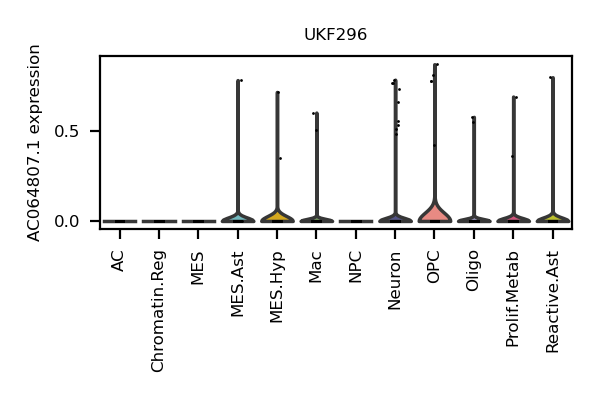 UKF296
AC064807.1 expression
0.5
0.0
AC
Chromatin.Reg
MES
MES.Ast
MES.Hyp
Mac
NPC
Neuron
OPC
Oligo
Prolif.Metab
Reactive.Ast